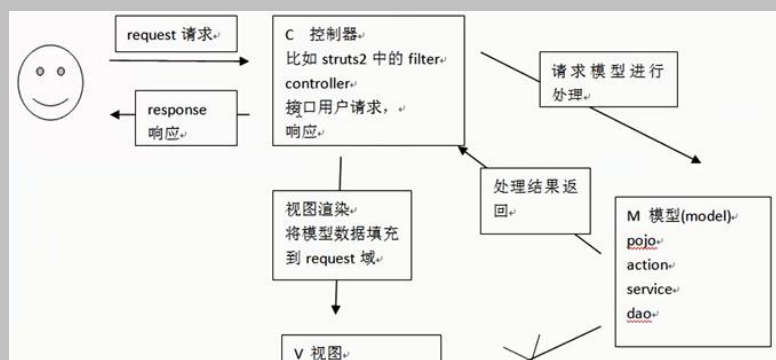 request 请求
C 控制器
比如 struts2 中的 filter
controller
接口用户请求，
响应
请求模型进行
处理
response
响应
处理结果返
回
视图渲染
将模型数据填充
到 request 域
M 模型(model)
pojo
action
service
dao
V 视图